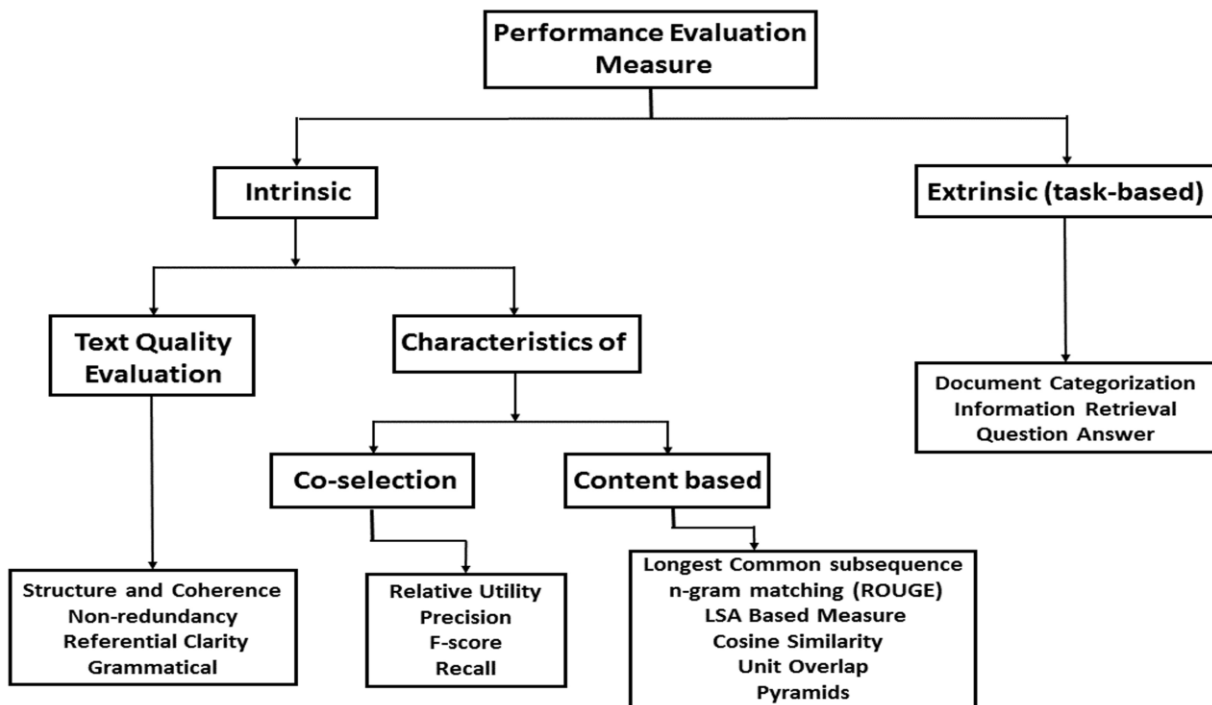 Performance Evaluation
Measure
Intrinsic
Extrinsic (task-based)
Text Quality
Evaluation
Characteristics of
Document Categorization
Information Retrieval
Question Answer
Co-selection
Content based
Structure and Coherence
Non-redundancy
Referential Clarity
Grammatical
Relative Utility
Precision
F-score
Recall
Longest Common subsequence
n-gram matching (ROUGE)
LSA Based Measure
Cosine Similarity
Unit Overlap
Pyramids